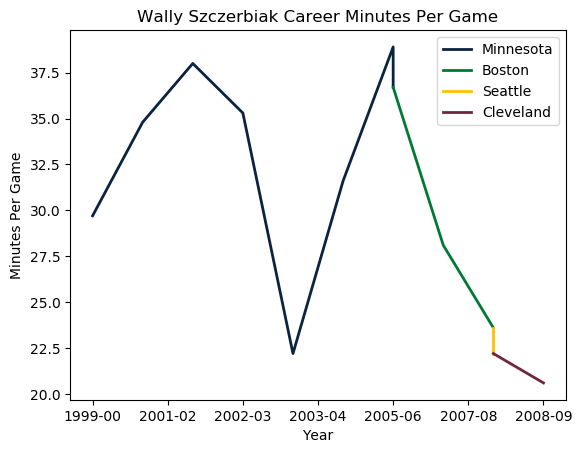 Wally Szczerbiak Career Minutes Per Game
Minutes Per Game
37.5
35.0
32.5
30.0
27.5
25.0
22.5
20.0
Minnesota
Boston
Seattle
Cleveland
1999-00 2001-02 2002-03 2003-04 2005-06 2007-08 2008-09
Year